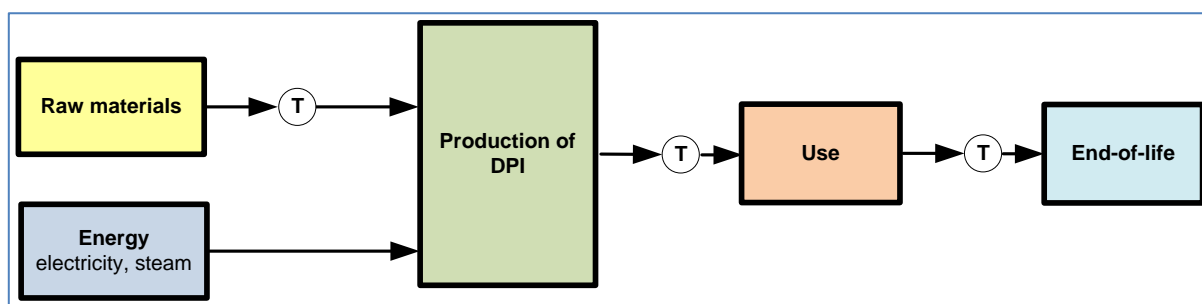 Raw materials
T
Energy
electricity, steam
Production of
DPI
T
Use
T
End-of-life